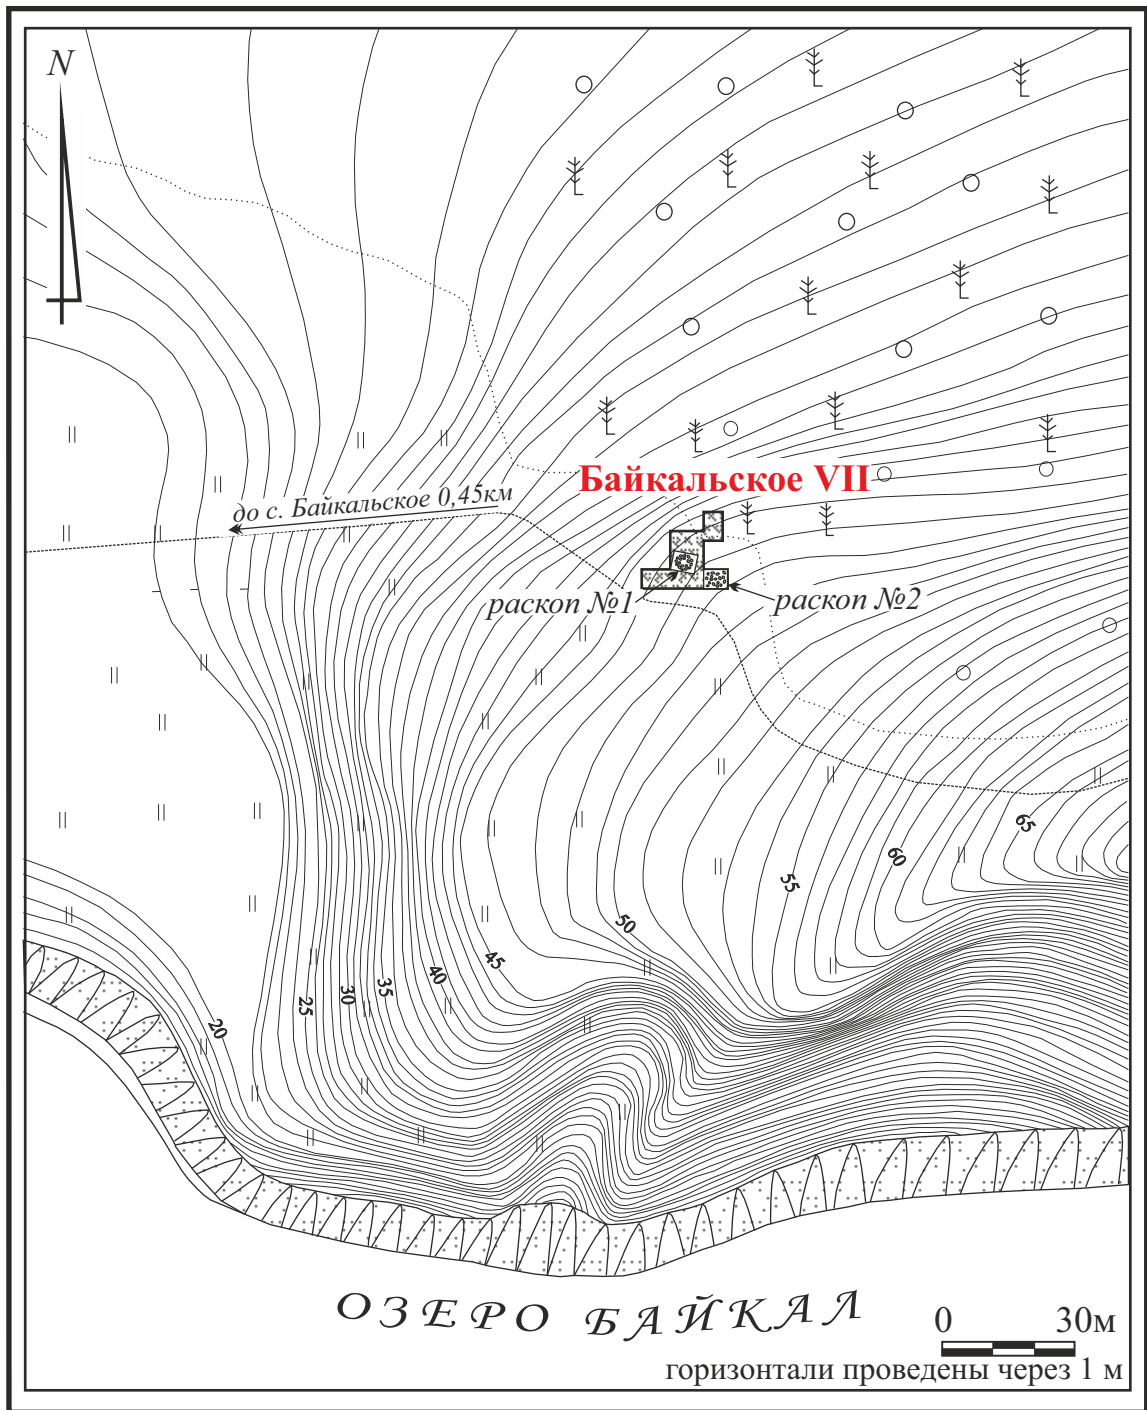 N
Байкальское VII
до с. Байкальское 0,45км
раскоп №1
раскоп №2
65
60
55
50
45
40
35
30
25
20
ОЗЕРО БАЙКАЛ
0 30м
горизонтали проведены через 1 м